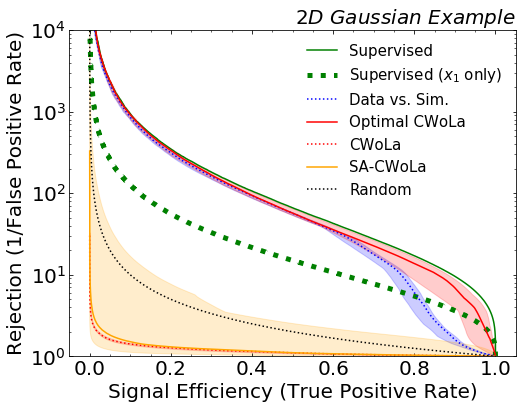 2D Gaussian Example
Rejection (1/False Positive Rate)
10^4
10^3
10^2
10^1
10^0
Supervised
Supervised (x_1 only)
Data vs. Sim.
Optimal CWoLa
CWoLa
SA-CWoLa
Random
0.0 0.2 0.4 0.6 0.8 1.0
Signal Efficiency (True Positive Rate)